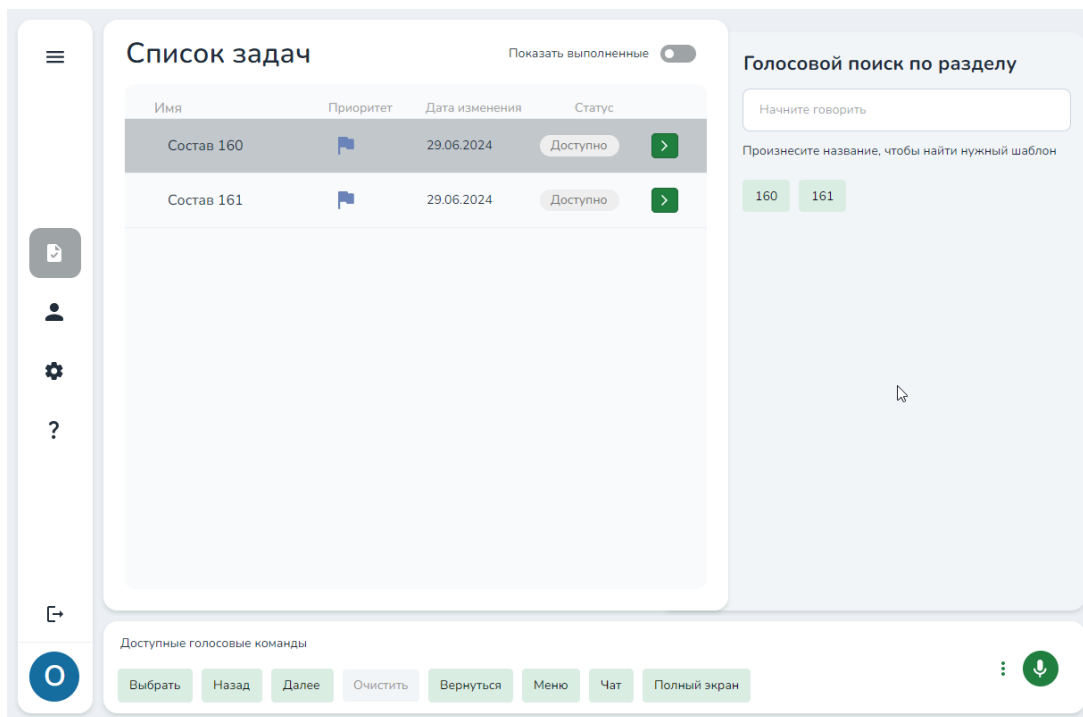 Список задач
Показать выполненные
Имя Приоритет Дата изменения Статус
Состав 160 29.06.2024 Доступно
Состав 161 29.06.2024 Доступно
Голосовой поиск по разделу
Начните говорить
Произнесите название, чтобы найти нужный шаблон
160 161
?
Доступные голосовые команды
Выбрать Назад Далее Очистить Вернуться Меню Чат Полный экран
O